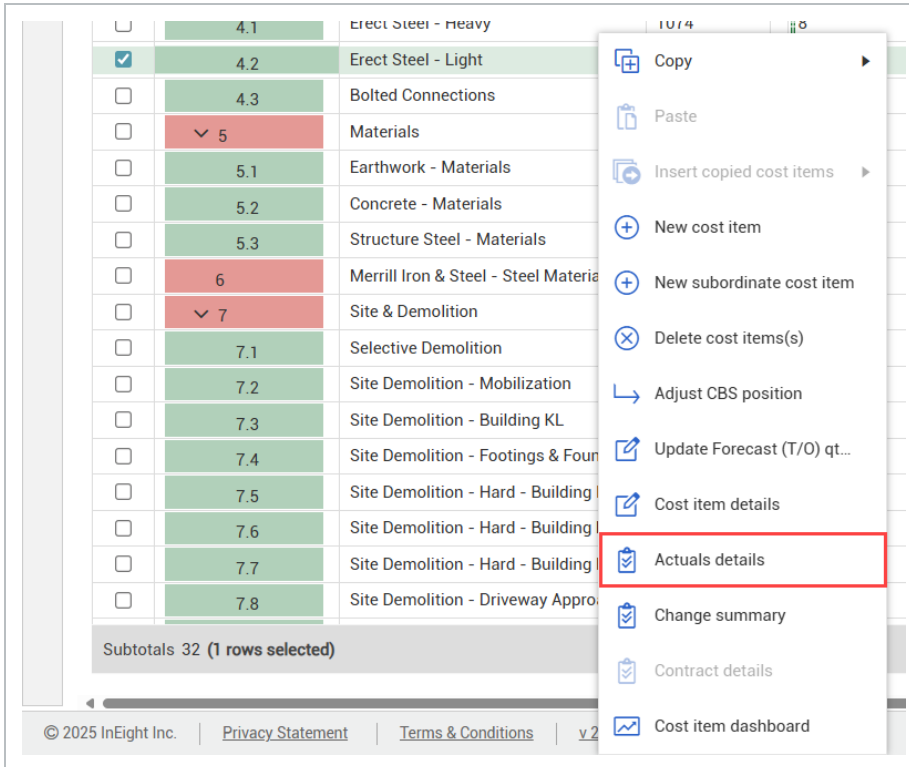 4.1 Erect Steel - Heavy 1074 8
4.2 Erect Steel - Light
4.3 Bolted Connections
5 Materials
5.1 Earthwork - Materials
5.2 Concrete - Materials
5.3 Structure Steel - Materials
6 Merrill Iron & Steel - Steel Materia
7 Site & Demolition
7.1 Selective Demolition
7.2 Site Demolition - Mobilization
7.3 Site Demolition - Building KL
7.4 Site Demolition - Footings & Foun
7.5 Site Demolition - Hard - Building
7.6 Site Demolition - Hard - Building
7.7 Site Demolition - Hard - Building
7.8 Site Demolition - Driveway Appro
Subtotals 32 (1 rows selected)
Copy
Paste
Insert copied cost items
New cost item
New subordinate cost item
Delete cost items(s)
Adjust CBS position
Update Forecast (T/O) qt...
Cost item details
Actuals details
Change summary
Contract details
Cost item dashboard
© 2025 InEight Inc. Privacy Statement Terms & Conditions v 2